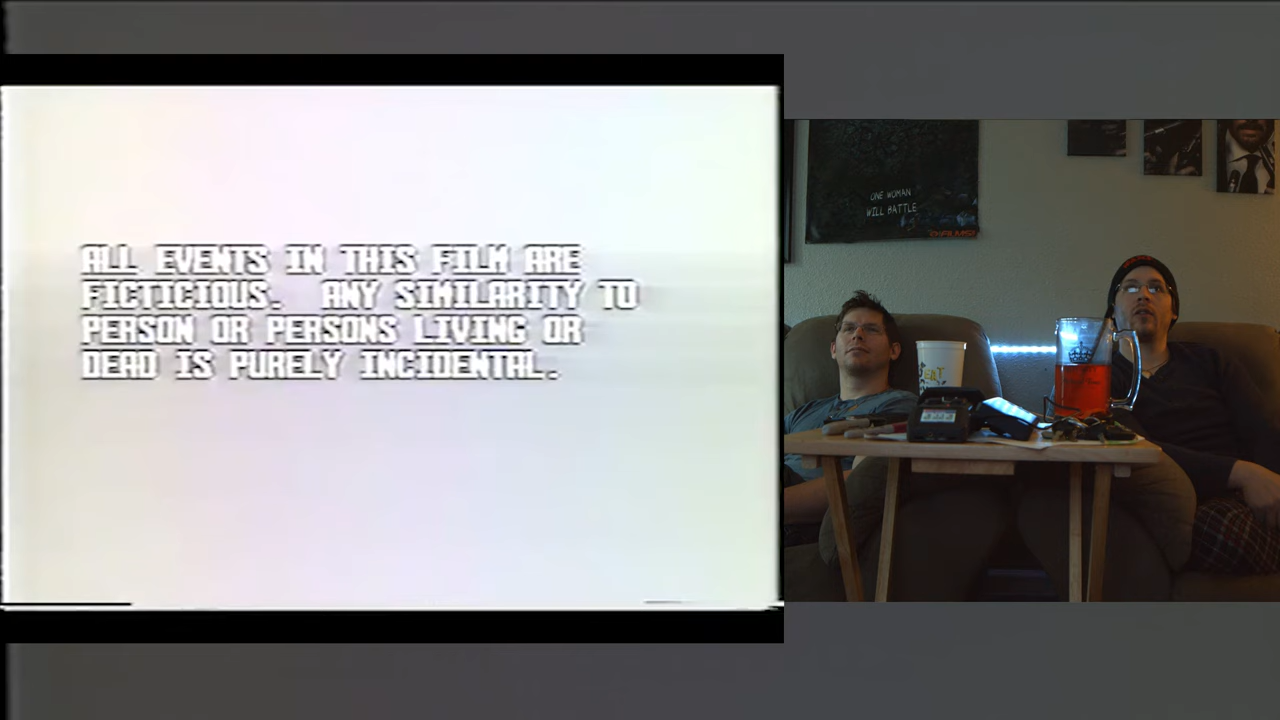 ALL EVENTS IN THIS FILM ARE
FICTICIOUS.  ANY SIMILARITY TO
PERSON OR PERSONS LIVING OR
DEAD IS PURELY INCIDENTAL.
ONE WOMAN
WILL BATTLE